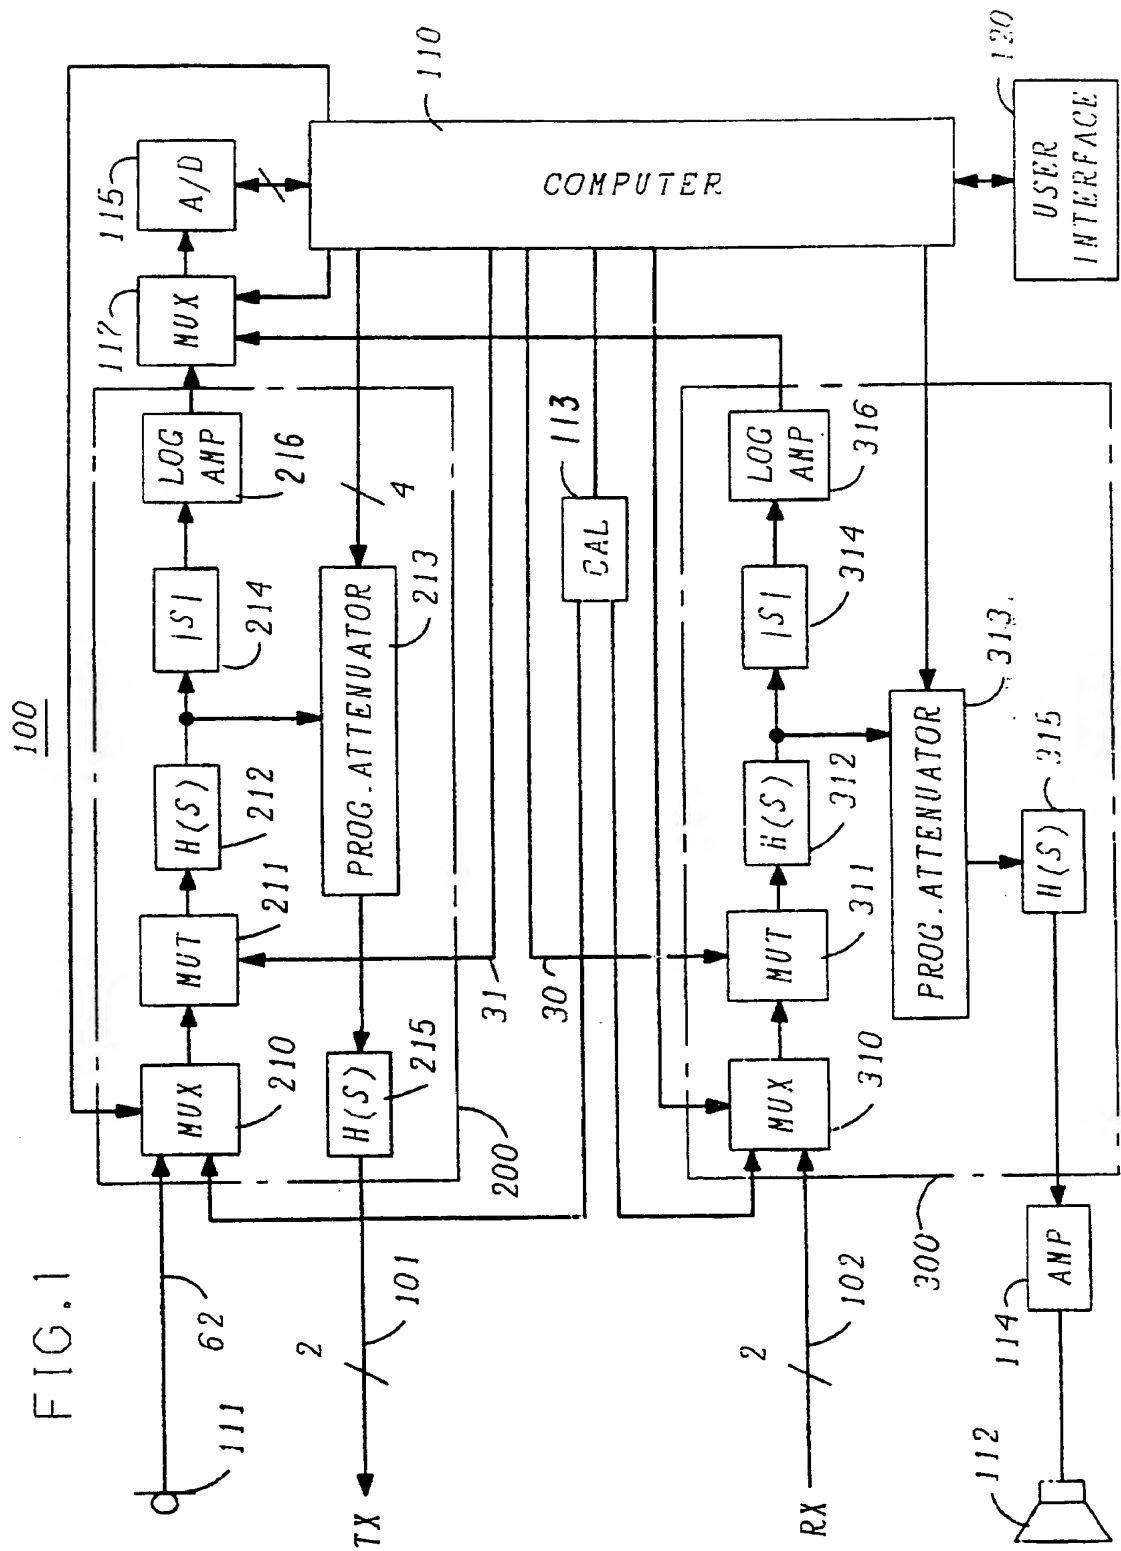 FIG.1
100
111
62
MUX
210
MUT
211
H(S)
212
|S|
214
LOG
AMP
216
MUX
117
A/D
115
TX
2
101
H(S)
215
PROG.ATTENUATOR
213
4
200
31
30
CAL
113
COMPUTER
110
RX
2
102
MUX
310
MUT
311
H(S)
312
|S|
314
LOG
AMP
316
PROG.ATTENUATOR
313
H(S)
315
300
112
114
AMP
USER
INTERFACE
120